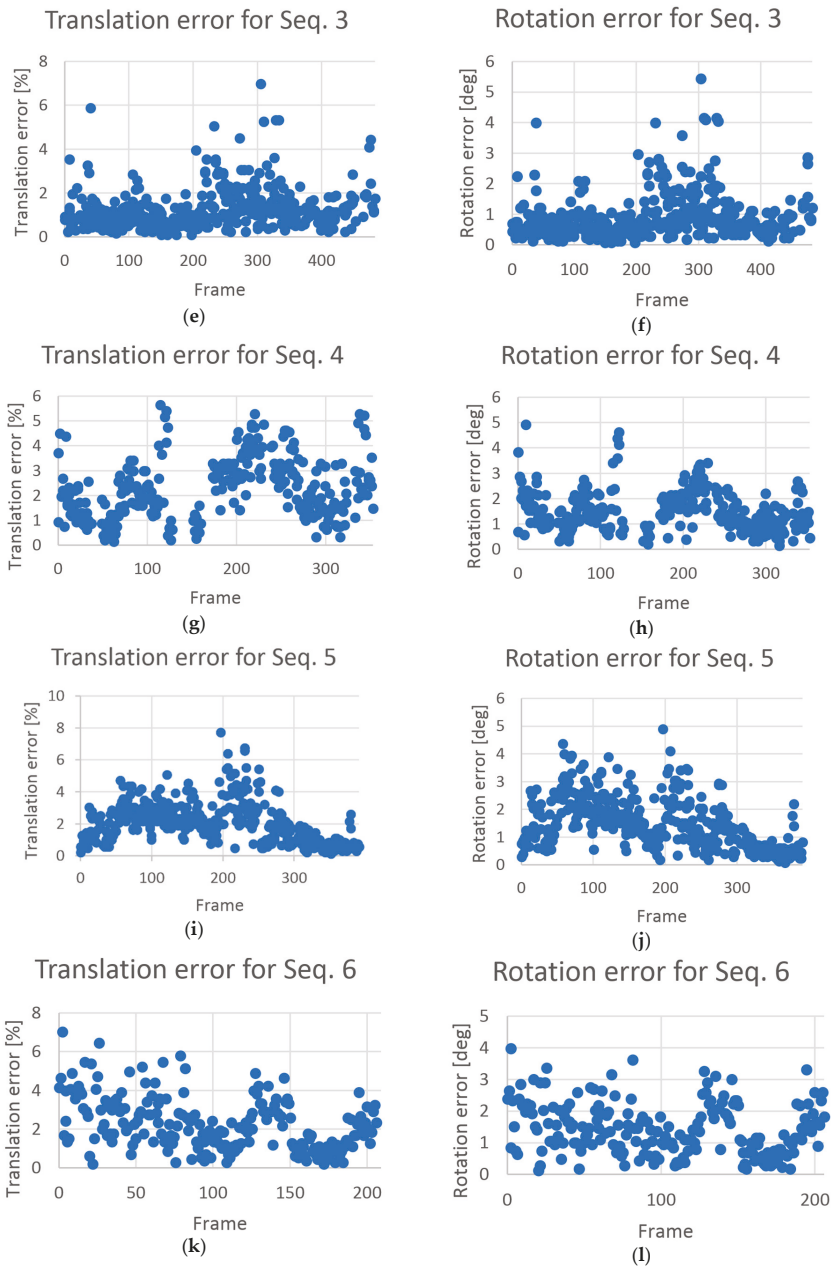 Translation error for Seq. 3
Translation error [%]
8
6
4
2
0
0 100 200 300 400
Frame
(e)
Rotation error for Seq. 3
Rotation error [deg]
6
5
4
3
2
1
0
0 100 200 300 400
Frame
(f)
Translation error for Seq. 4
Translation error [%]
6
5
4
3
2
1
0
0 100 200 300
Frame
(g)
Rotation error for Seq. 4
Rotation error [deg]
6
5
4
3
2
1
0
0 100 200 300
Frame
(h)
Translation error for Seq. 5
Translation error [%]
10
8
6
4
2
0
0 100 200 300
Frame
(i)
Rotation error for Seq. 5
Rotation error [deg]
6
5
4
3
2
1
0
0 100 200 300
Frame
(j)
Translation error for Seq. 6
Translation error [%]
8
6
4
2
0
0 50 100 150 200
Frame
(k)
Rotation error for Seq. 6
Rotation error [deg]
5
4
3
2
1
0
0 100 200
Frame
(l)